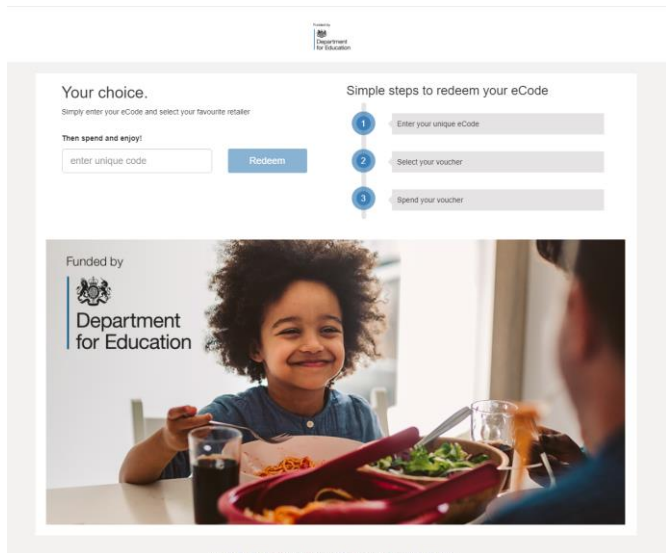 Funded by
Department
for Education
Your choice.
Simply enter your eCode and select your favourite retailer
Then spend and enjoy!
enter unique code
Redeem
Simple steps to redeem your eCode
1
Enter your unique eCode
2
Select your voucher
3
Spend your voucher
Funded by
Department
for Education